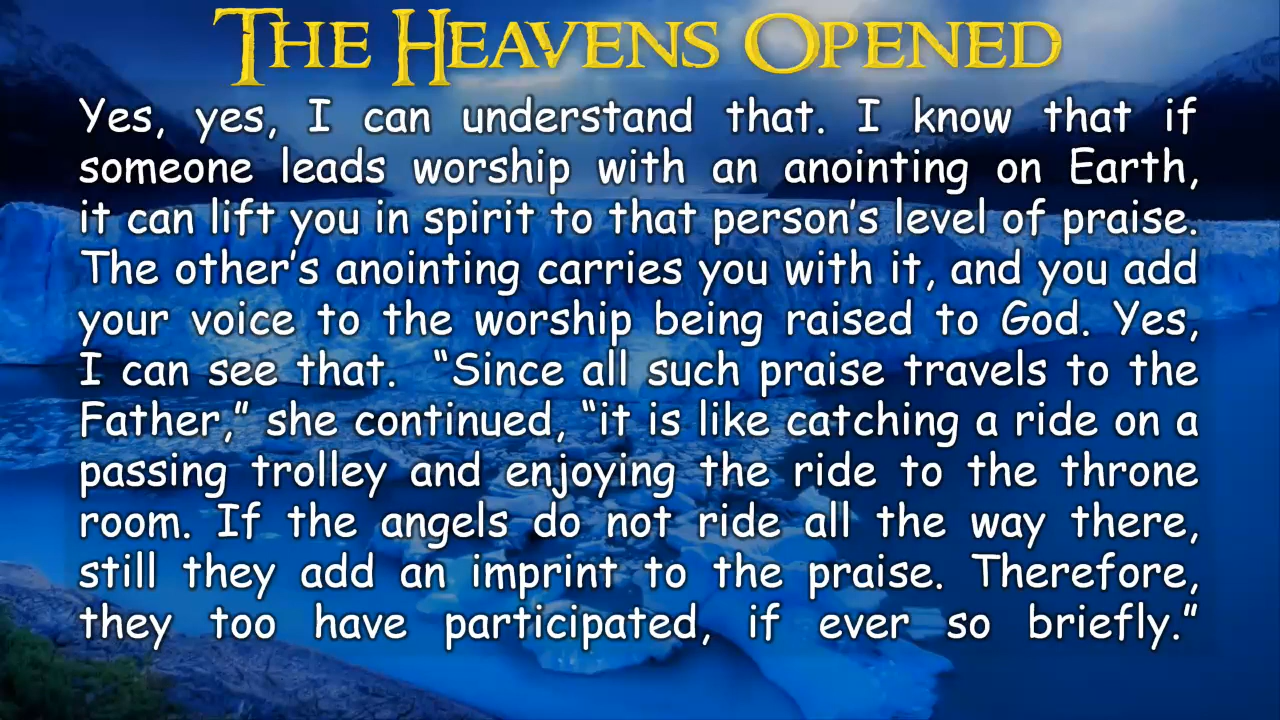 THE HEAVENS OPENED
Yes, yes, I can understand that. I know that if
someone leads worship with an anointing on Earth,
it can lift you in spirit to that person’s level of praise.
The other’s anointing carries you with it, and you add
your voice to the worship being raised to God. Yes,
I can see that. “Since all such praise travels to the
Father,” she continued, “it is like catching a ride on a
passing trolley and enjoying the ride to the throne
room. If the angels do not ride all the way there,
still they add an imprint to the praise. Therefore,
they too have participated, if ever so briefly.”